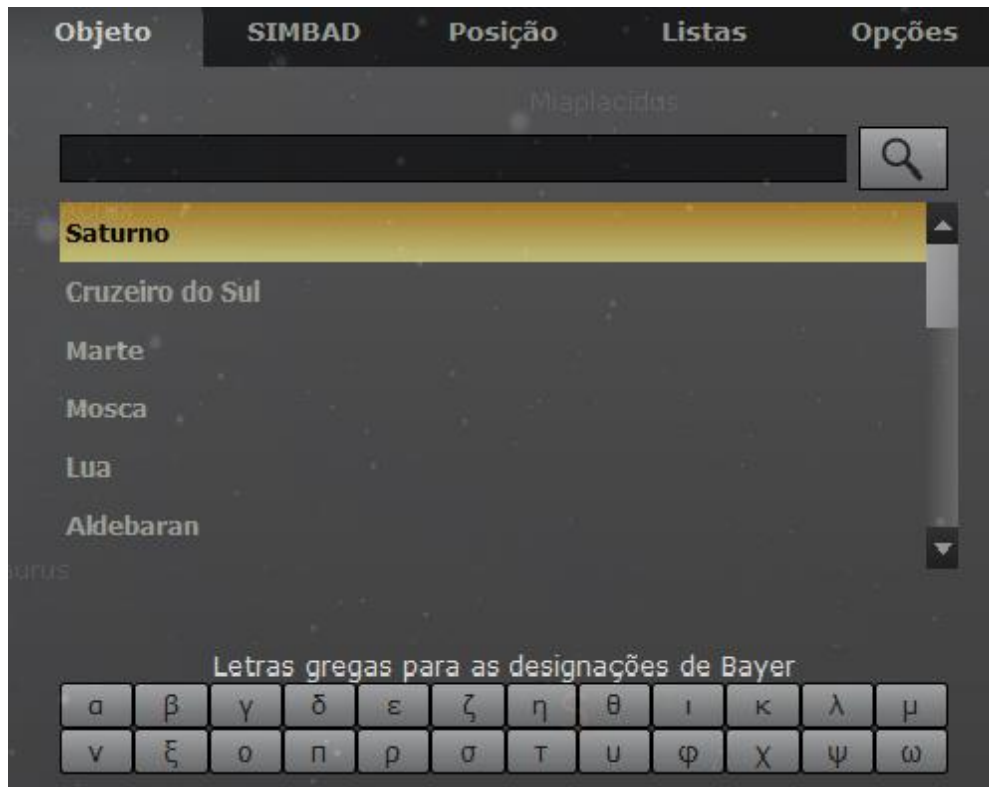 Objeto SIMBAD Posição Listas Opções
Miaplacidus
Saturno
Cruzeiro do Sul
Marte
Mosca
Lua
Aldebaran
Letras gregas para as designações de Bayer
α β γ δ ε ζ η θ ι κ λ μ
ν ξ ο π ρ σ τ υ φ χ ψ ω